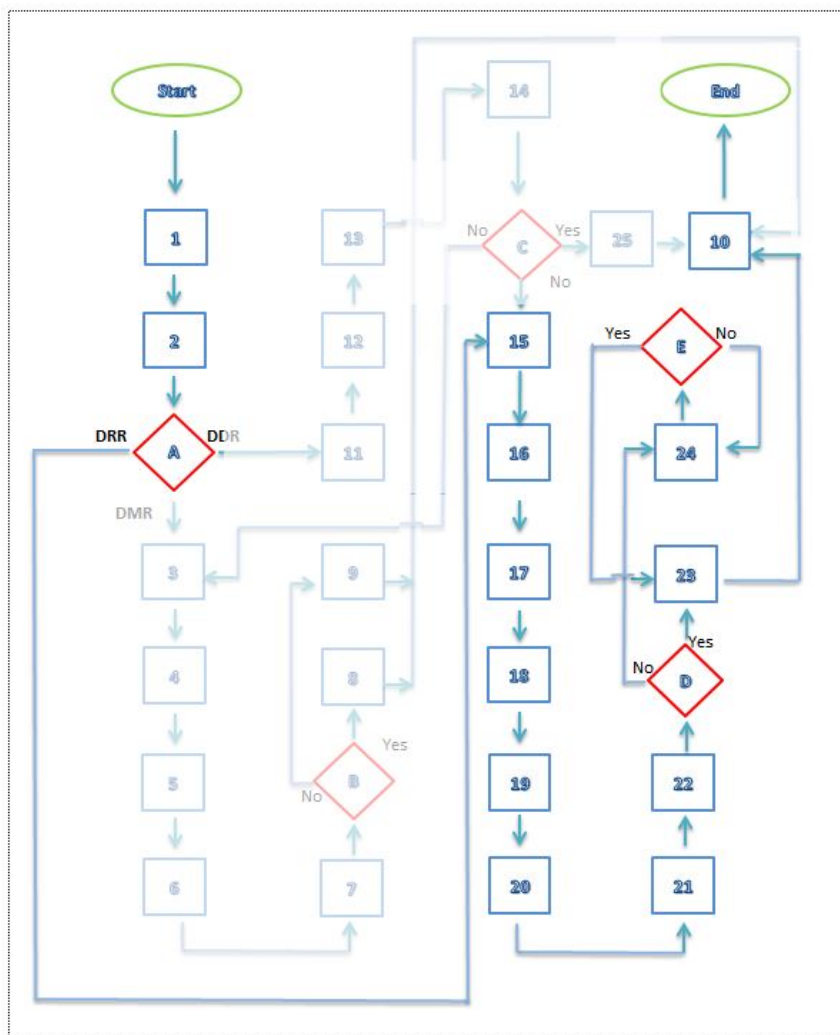 14
Start
End
No
Yes
1
13
C
25
10
No
2
12
15
Yes
E
No
DRR
A
DDR
11
16
24
DMR
3
9
17
23
Yes
4
8
18
No
D
Yes
5
B
19
22
No
6
7
20
21